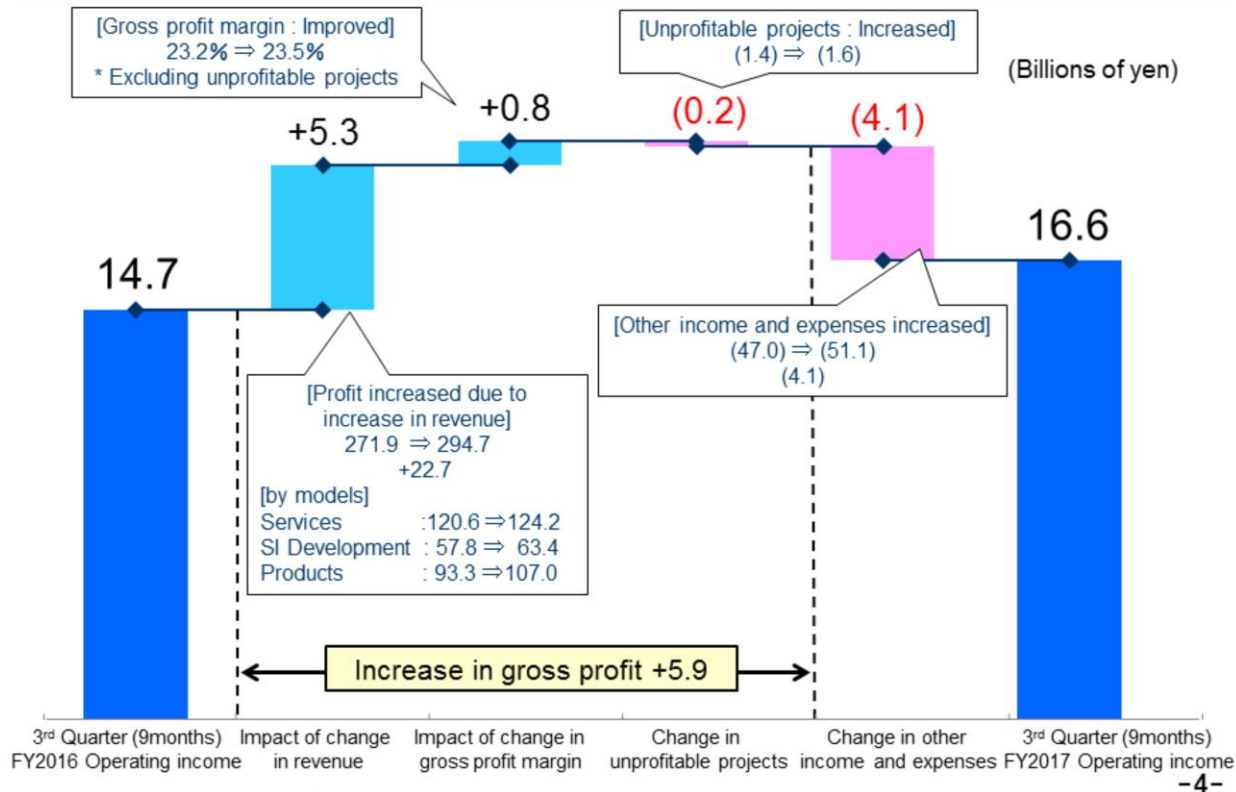 [Gross profit margin : Improved]
23.2% ⇒ 23.5%
* Excluding unprofitable projects
[Unprofitable projects : Increased]
(1.4) ⇒ (1.6)
(Billions of yen)
14.7
+5.3
+0.8
(0.2)
(4.1)
16.6
[Other income and expenses increased]
(47.0) ⇒ (51.1)
(4.1)
[Profit increased due to
increase in revenue]
271.9 ⇒ 294.7
+22.7
[by models]
Services :120.6 ⇒124.2
SI Development : 57.8 ⇒ 63.4
Products : 93.3 ⇒107.0
Increase in gross profit +5.9
3rd Quarter (9months)
FY2016 Operating income
Impact of change
in revenue
Impact of change in
gross profit margin
Change in
unprofitable projects
Change in other
income and expenses
3rd Quarter (9months)
FY2017 Operating income
-4-